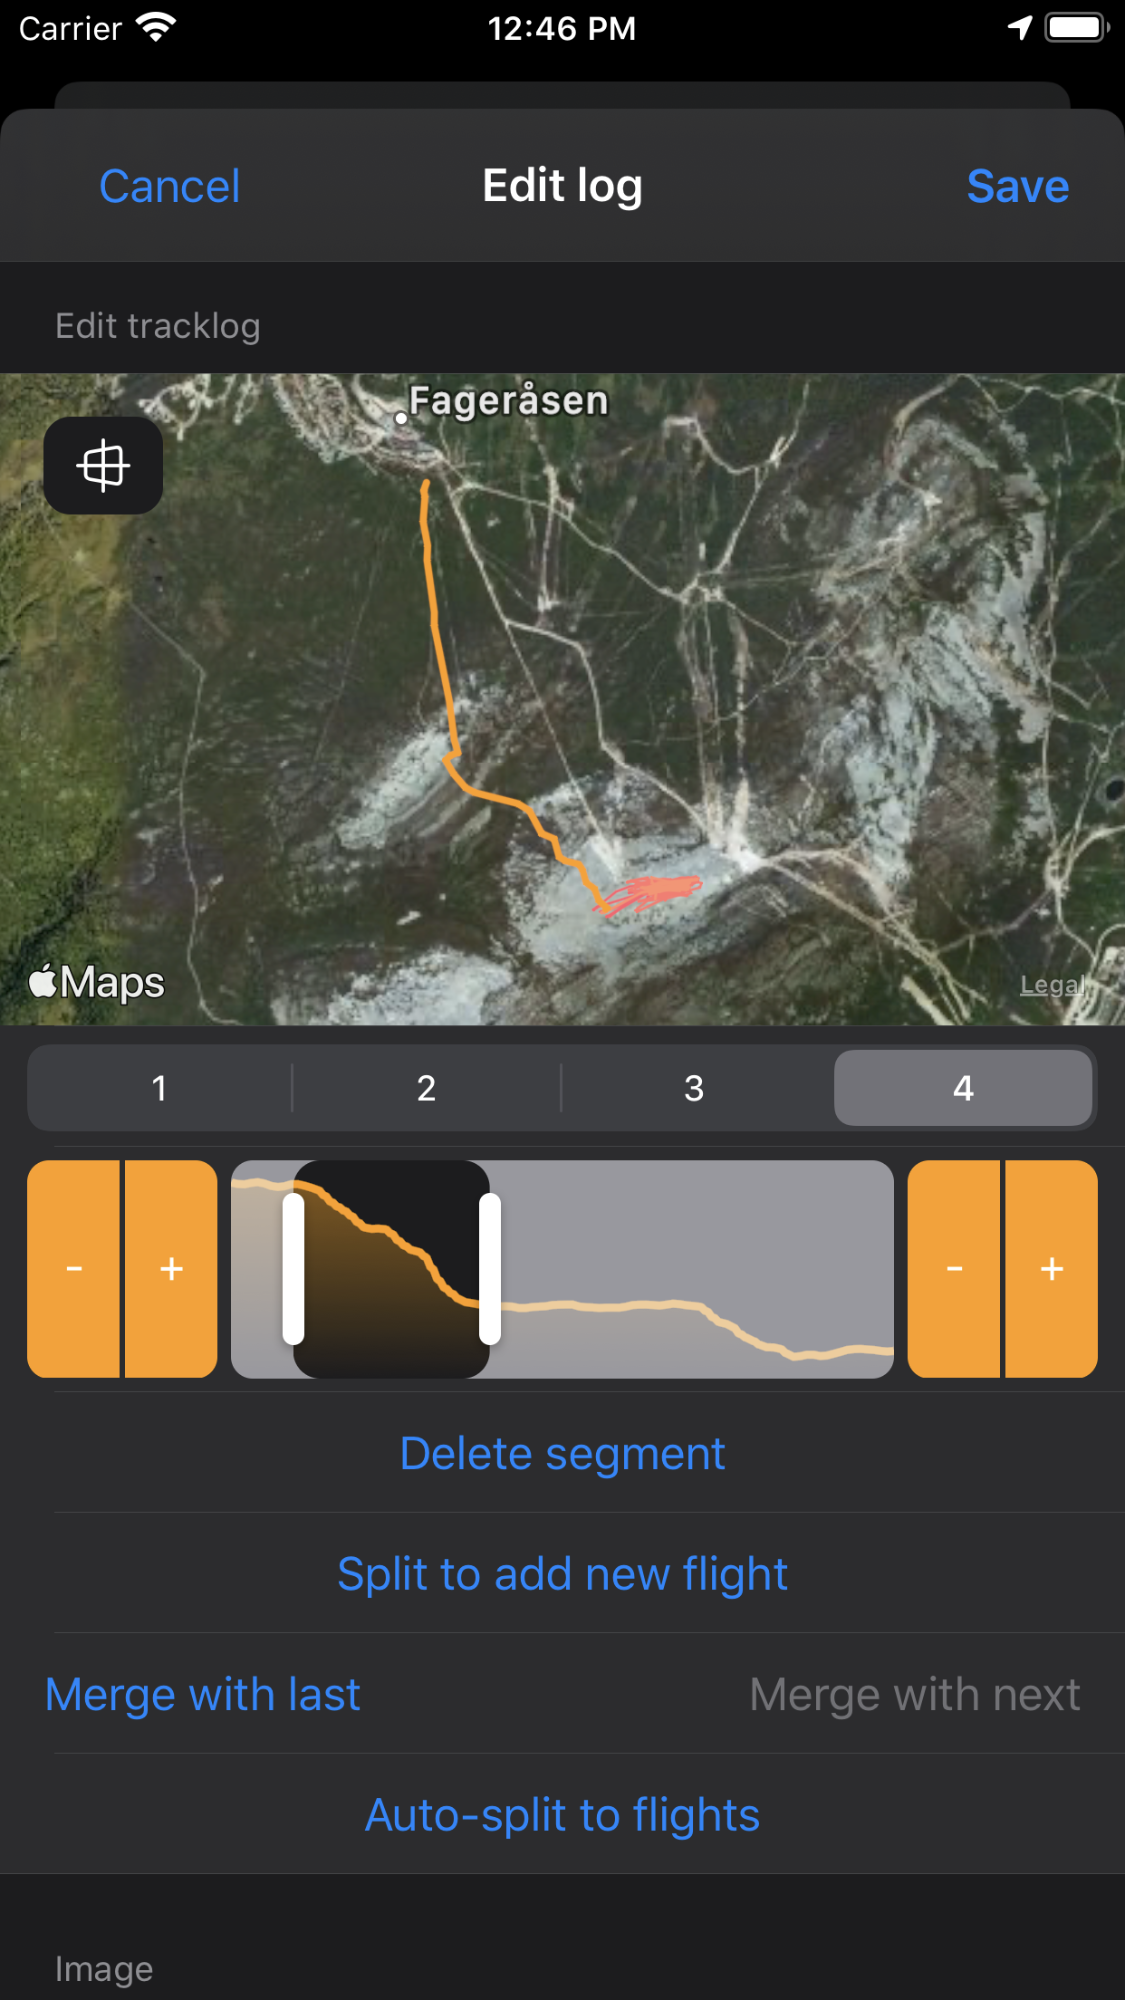 Carrier 12:46 PM
Cancel Edit log Save
Edit tracklog
Fageråsen
Maps Legal
1 2 3 4
- + - +
Delete segment
Split to add new flight
Merge with last Merge with next
Auto-split to flights
Image